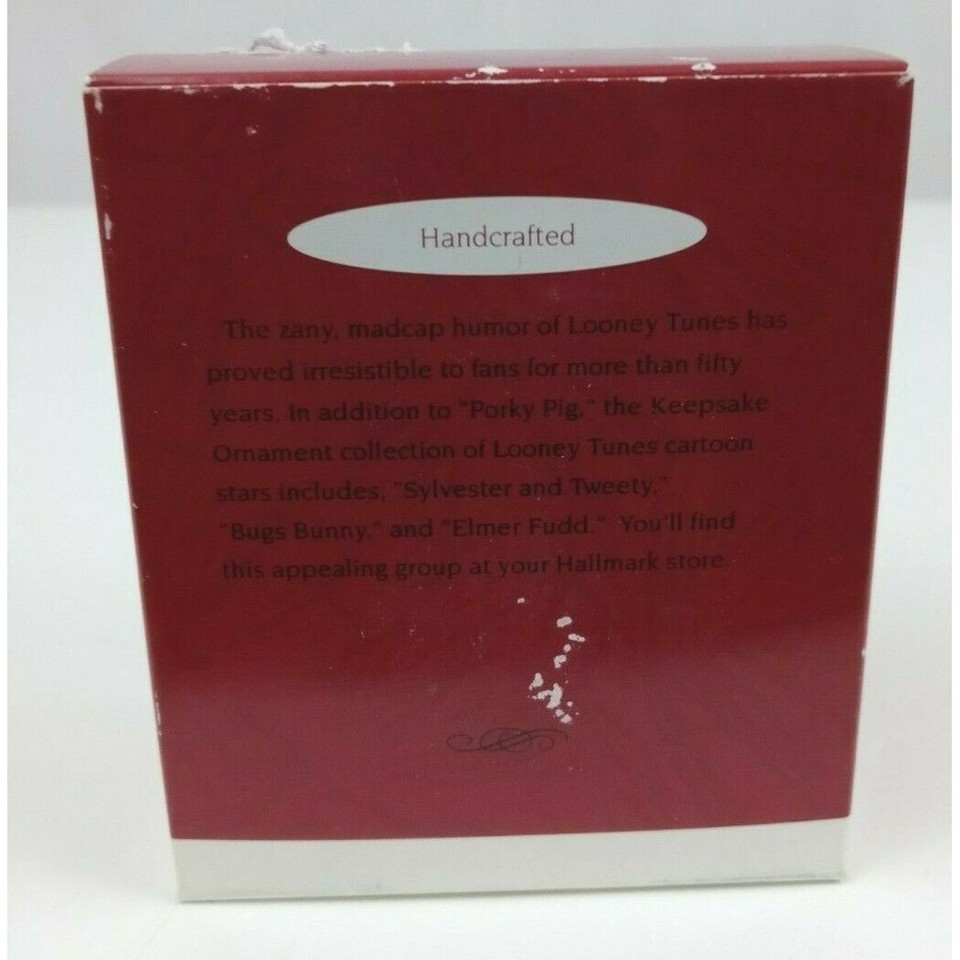 Handcrafted
The zany, madcap humor of Looney Tunes has
proved irresistible to fans for more than fifty
years. In addition to "Porky Pig," the Keepsake
Ornament collection of Looney Tunes cartoon
stars includes, "Sylvester and Tweety,"
"Bugs Bunny," and "Elmer Fudd." You'll find
this appealing group at your Hallmark store.